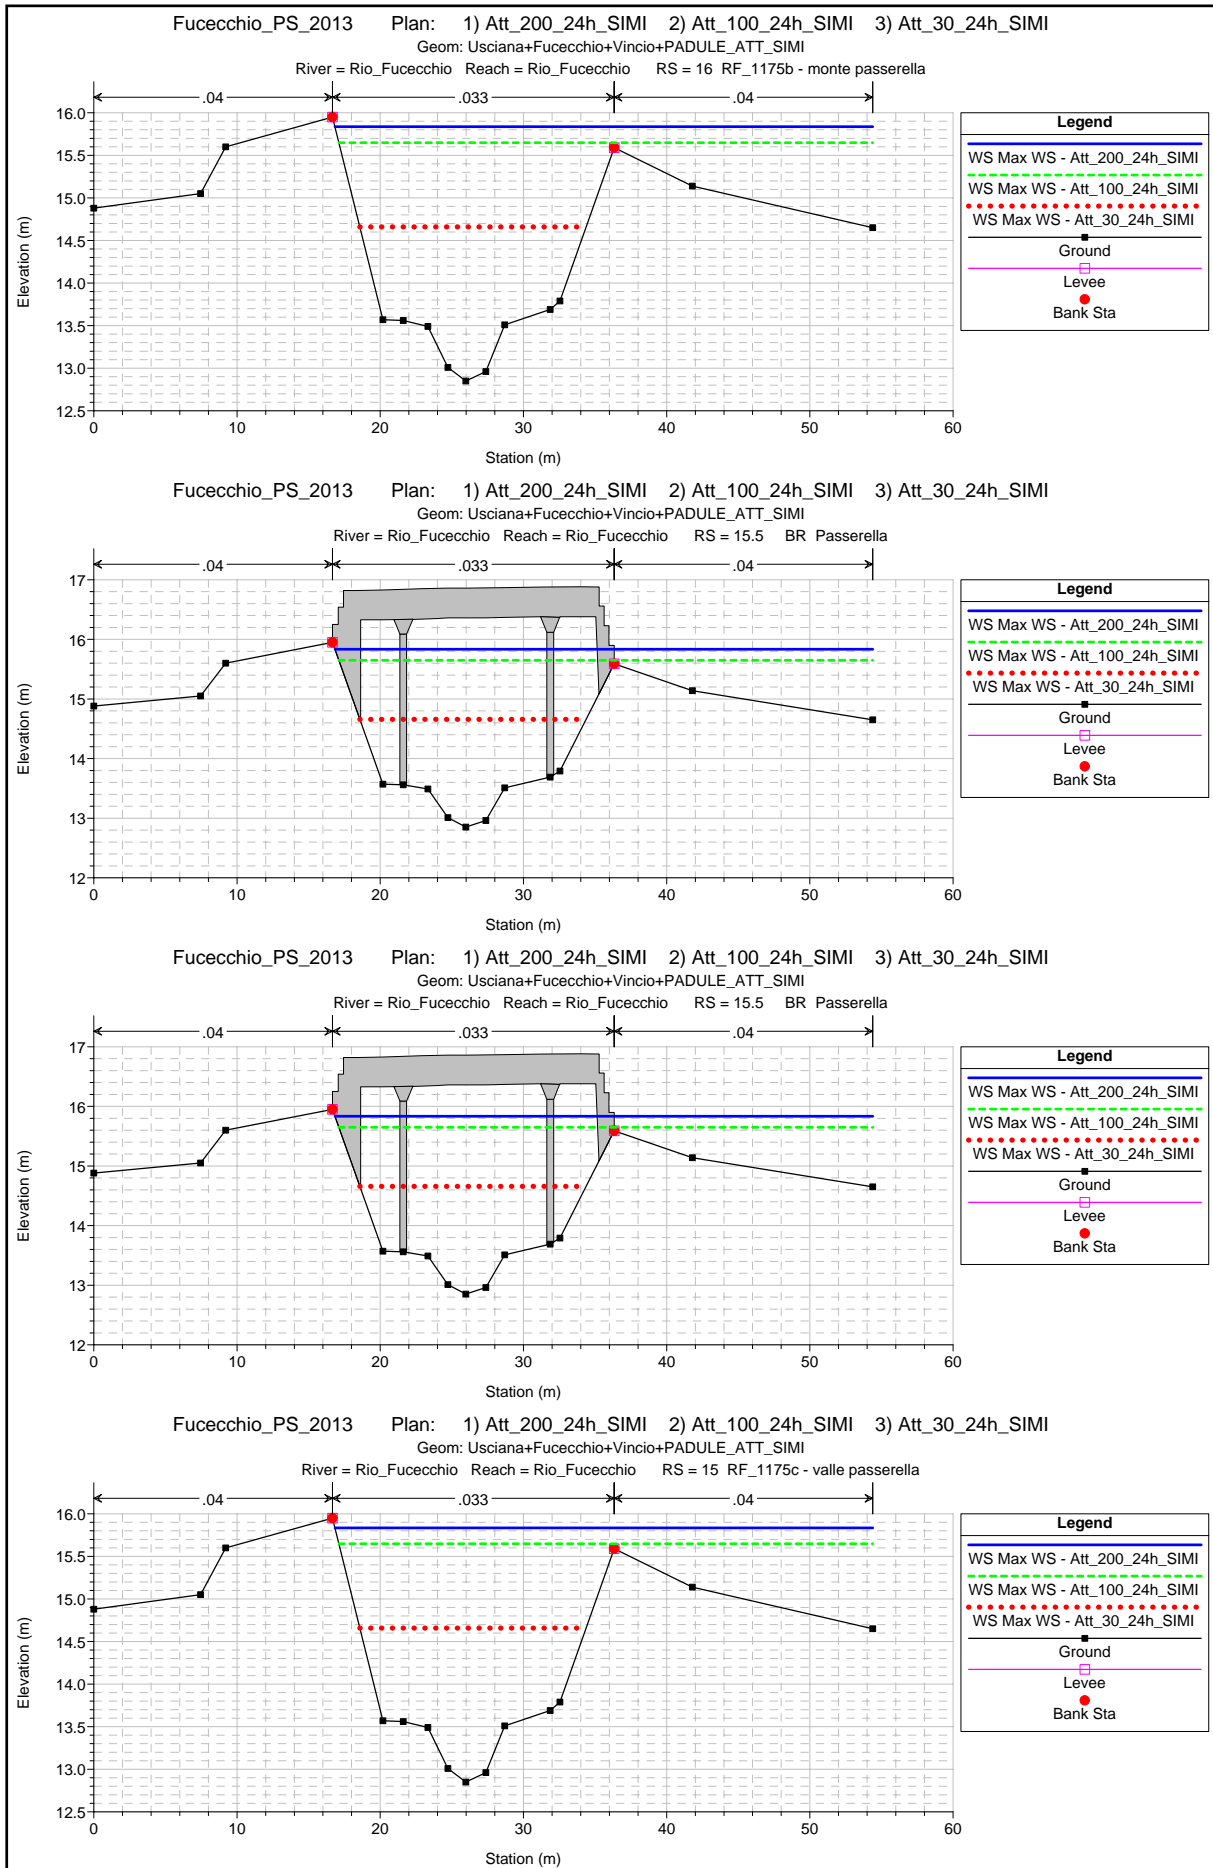 Fucecchio_PS_2013 Plan: 1) Att_200_24h_SIMI 2) Att_100_24h_SIMI 3) Att_30_24h_SIMI
Geom: Usciana+Fucecchio+Vincio+PADULE_ATT_SIMI
River = Rio_Fucecchio Reach = Rio_Fucecchio RS = 16 RF_1175b - monte passerella
.04 .033 .04
16.0
15.5
15.0
14.5
14.0
13.5
13.0
12.5
Elevation (m)
0 10 20 30 40 50 60
Station (m)
Legend
WS Max WS - Att_200_24h_SIMI
WS Max WS - Att_100_24h_SIMI
WS Max WS - Att_30_24h_SIMI
Ground
Levee
Bank Sta
Fucecchio_PS_2013 Plan: 1) Att_200_24h_SIMI 2) Att_100_24h_SIMI 3) Att_30_24h_SIMI
Geom: Usciana+Fucecchio+Vincio+PADULE_ATT_SIMI
River = Rio_Fucecchio Reach = Rio_Fucecchio RS = 15.5 BR Passerella
.04 .033 .04
17
16
15
14
13
12
Elevation (m)
0 10 20 30 40 50 60
Station (m)
Legend
WS Max WS - Att_200_24h_SIMI
WS Max WS - Att_100_24h_SIMI
WS Max WS - Att_30_24h_SIMI
Ground
Levee
Bank Sta
Fucecchio_PS_2013 Plan: 1) Att_200_24h_SIMI 2) Att_100_24h_SIMI 3) Att_30_24h_SIMI
Geom: Usciana+Fucecchio+Vincio+PADULE_ATT_SIMI
River = Rio_Fucecchio Reach = Rio_Fucecchio RS = 15.5 BR Passerella
.04 .033 .04
17
16
15
14
13
12
Elevation (m)
0 10 20 30 40 50 60
Station (m)
Legend
WS Max WS - Att_200_24h_SIMI
WS Max WS - Att_100_24h_SIMI
WS Max WS - Att_30_24h_SIMI
Ground
Levee
Bank Sta
Fucecchio_PS_2013 Plan: 1) Att_200_24h_SIMI 2) Att_100_24h_SIMI 3) Att_30_24h_SIMI
Geom: Usciana+Fucecchio+Vincio+PADULE_ATT_SIMI
River = Rio_Fucecchio Reach = Rio_Fucecchio RS = 15 RF_1175c - valle passerella
.04 .033 .04
16.0
15.5
15.0
14.5
14.0
13.5
13.0
12.5
Elevation (m)
0 10 20 30 40 50 60
Station (m)
Legend
WS Max WS - Att_200_24h_SIMI
WS Max WS - Att_100_24h_SIMI
WS Max WS - Att_30_24h_SIMI
Ground
Levee
Bank Sta